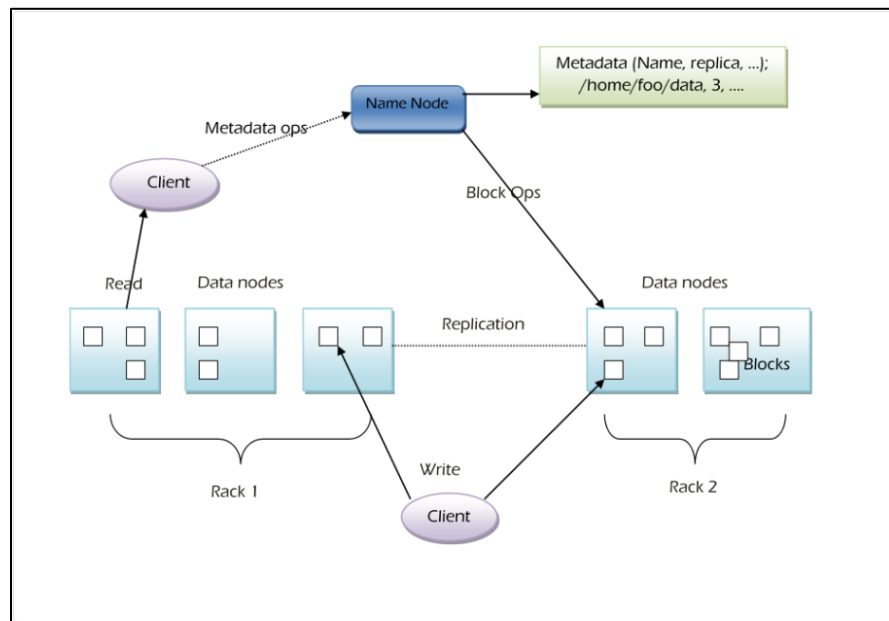 Metadata (Name, replica, ...);
/home/foo/data, 3, ....
Name Node
Metadata ops
Client
Block Ops
Read
Data nodes
Data nodes
Replication
Blocks
Rack 1
Write
Rack 2
Client